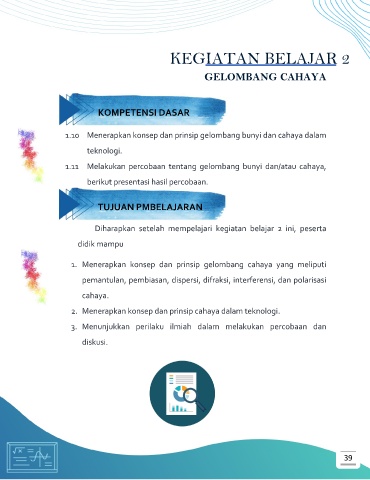 KEGIATAN BELAJAR 2
GELOMBANG CAHAYA
KOMPETENSI DASAR
1.10 Menerapkan konsep dan prinsip gelombang bunyi dan cahaya dalam
teknologi.
1.11 Melakukan percobaan tentang gelombang bunyi dan/atau cahaya,
berikut presentasi hasil percobaan.
TUJUAN PMBELAJARAN
Diharapkan setelah mempelajari kegiatan belajar 2 ini, peserta
didik mampu
1. Menerapkan konsep dan prinsip gelombang cahaya yang meliputi
pemantulan, pembiasan, dispersi, difraksi, interferensi, dan polarisasi
cahaya.
2. Menerapkan konsep dan prinsip cahaya dalam teknologi.
3. Menunjukkan perilaku ilmiah dalam melakukan percobaan dan
diskusi.
39